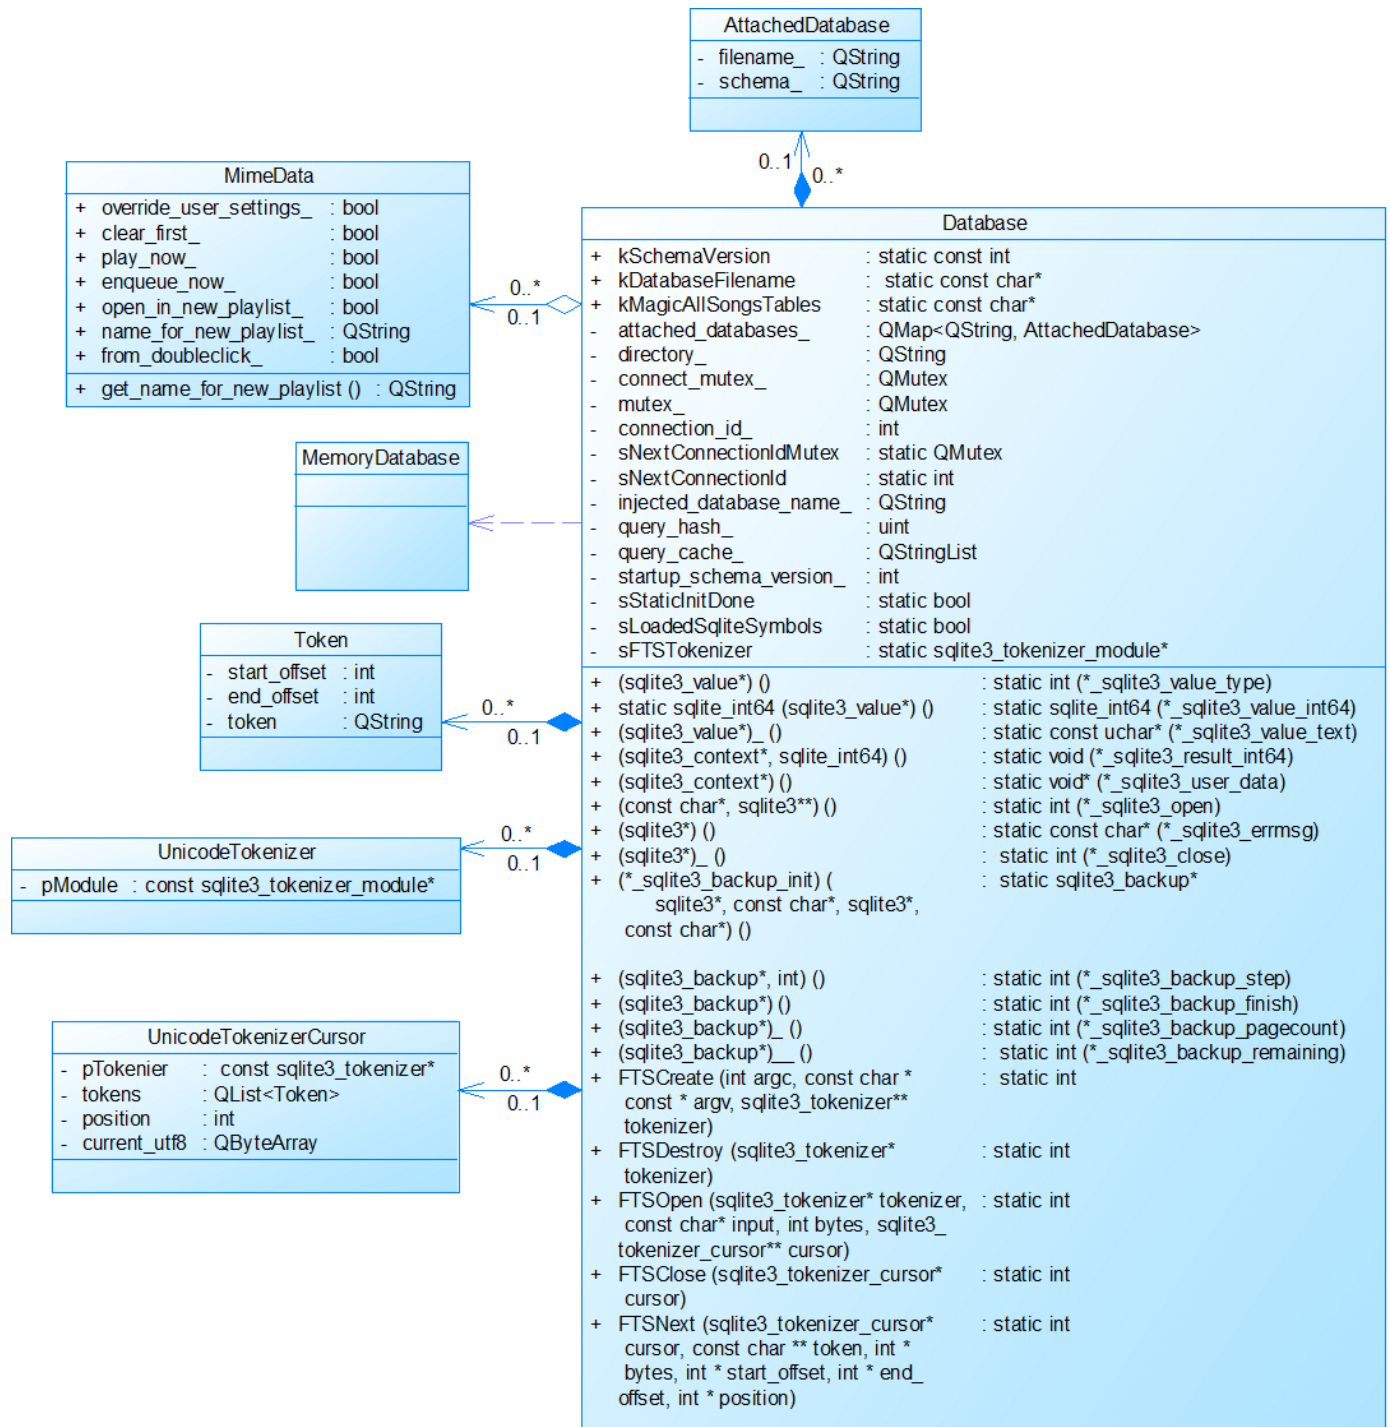 AttachedDatabase
- filename_ : QString
- schema_ : QString
0..1
0..*
MimeData
+ override_user_settings_ : bool
+ clear_first_ : bool
+ play_now_ : bool
+ enqueue_now_ : bool
+ open_in_new_playlist_ : bool
+ name_for_new_playlist_ : QString
+ from_doubleclick_ : bool
+ get_name_for_new_playlist () : QString
0..*
0..1
MemoryDatabase
Token
- start_offset : int
- end_offset : int
- token : QString
0..*
0..1
UnicodeTokenizer
- pModule : const sqlite3_tokenizer_module*
0..*
0..1
UnicodeTokenizerCursor
- pTokenier : const sqlite3_tokenizer*
- tokens : QList<Token>
- position : int
- current_utf8 : QByteArray
0..*
0..1
Database
+ kSchemaVersion : static const int
+ kDatabaseFilename : static const char*
+ kMagicAllSongsTables : static const char*
- attached_databases_ : QMap<QString, AttachedDatabase>
- directory_ : QString
- connect_mutex_ : QMutex
- mutex_ : QMutex
- connection_id_ : int
- sNextConnectionIdMutex : static QMutex
- sNextConnectionId : static int
- injected_database_name_ : QString
- query_hash_ : uint
- query_cache_ : QStringList
- startup_schema_version_ : int
- sStaticInitDone : static bool
- sLoadedSqliteSymbols : static bool
- sFTSTokenizer : static sqlite3_tokenizer_module*
+ (sqlite3_value*) () : static int (*_sqlite3_value_type)
+ static sqlite_int64 (sqlite3_value*) () : static sqlite_int64 (*_sqlite3_value_int64)
+ (sqlite3_value*)_ () : static const uchar* (*_sqlite3_value_text)
+ (sqlite3_context*, sqlite_int64) () : static void (*_sqlite3_result_int64)
+ (sqlite3_context*) () : static void* (*_sqlite3_user_data)
+ (const char*, sqlite3**) () : static int (*_sqlite3_open)
+ (sqlite3*) () : static const char* (*_sqlite3_errmsg)
+ (sqlite3*)_ () : static int (*_sqlite3_close)
+ (*_sqlite3_backup_init) ( : static sqlite3_backup*
sqlite3*, const char*, sqlite3*,
const char*) ()
+ (sqlite3_backup*, int) () : static int (*_sqlite3_backup_step)
+ (sqlite3_backup*) () : static int (*_sqlite3_backup_finish)
+ (sqlite3_backup*)_ () : static int (*_sqlite3_backup_pagecount)
+ (sqlite3_backup*)__ () : static int (*_sqlite3_backup_remaining)
+ FTSCreate (int argc, const char * : static int
const * argv, sqlite3_tokenizer**
tokenizer)
+ FTSDestroy (sqlite3_tokenizer* : static int
tokenizer)
+ FTSOpen (sqlite3_tokenizer* tokenizer, : static int
const char* input, int bytes, sqlite3_
tokenizer_cursor** cursor)
+ FTSClose (sqlite3_tokenizer_cursor* : static int
cursor)
+ FTSNext (sqlite3_tokenizer_cursor* : static int
cursor, const char ** token, int *
bytes, int * start_offset, int * end_
offset, int * position)